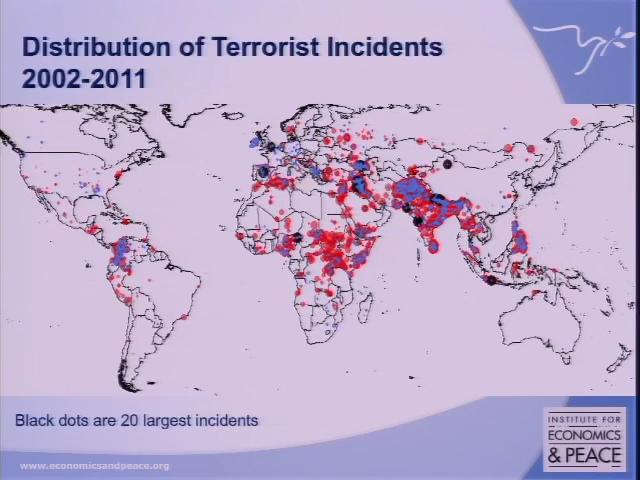 Distribution of Terrorist Incidents
2002-2011
Black dots are 20 largest incidents
INSTITUTE FOR
ECONOMICS
& PEACE
www.economicsandpeace.org